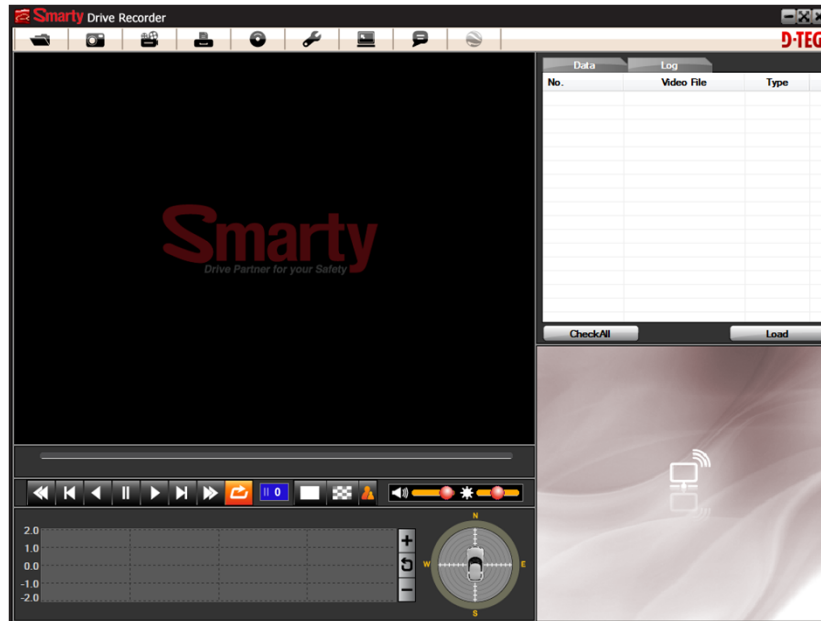 Smarty Drive Recorder
D·TEG
Data Log
No. Video File Type
Smarty
Drive Partner for your Safety
CheckAll Load
II 0
2.0
1.0
0.0
-1.0
-2.0
N
W E
S